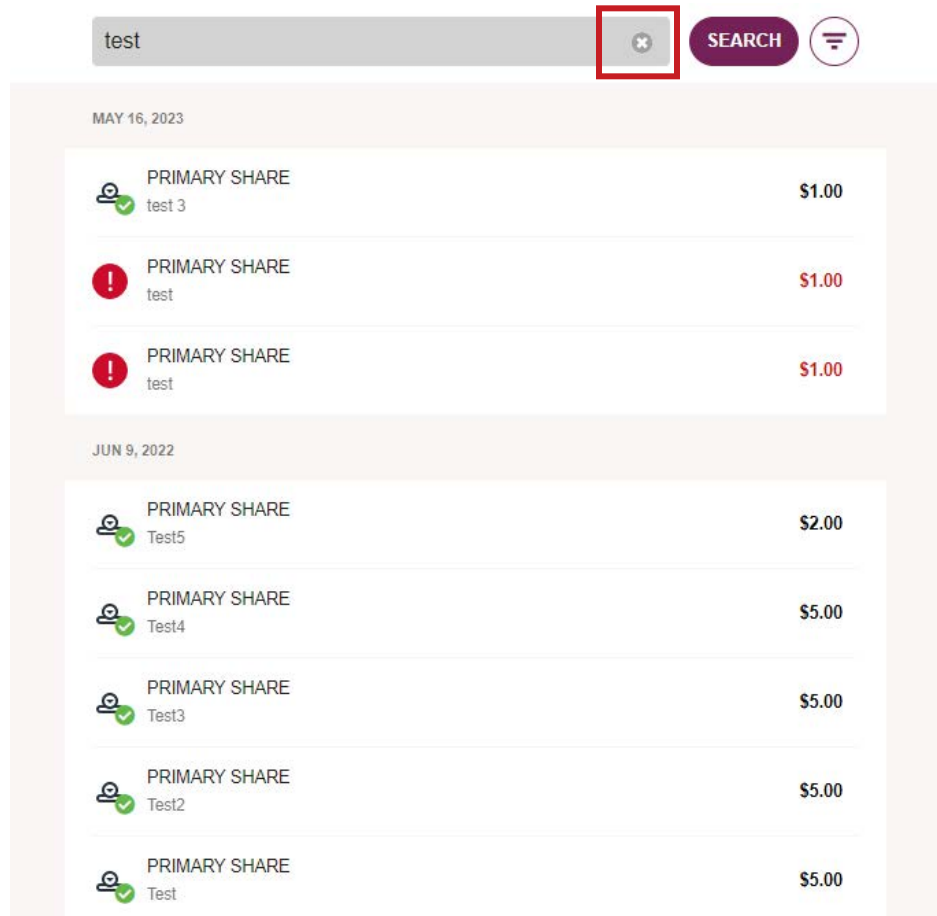 test
SEARCH
MAY 16, 2023
PRIMARY SHARE
$1.00
test 3
PRIMARY SHARE
$1.00
test
PRIMARY SHARE
$1.00
test
JUN 9, 2022
PRIMARY SHARE
$2.00
Test5
PRIMARY SHARE
$5.00
Test4
PRIMARY SHARE
$5.00
Test3
PRIMARY SHARE
$5.00
Test2
PRIMARY SHARE
$5.00
Test